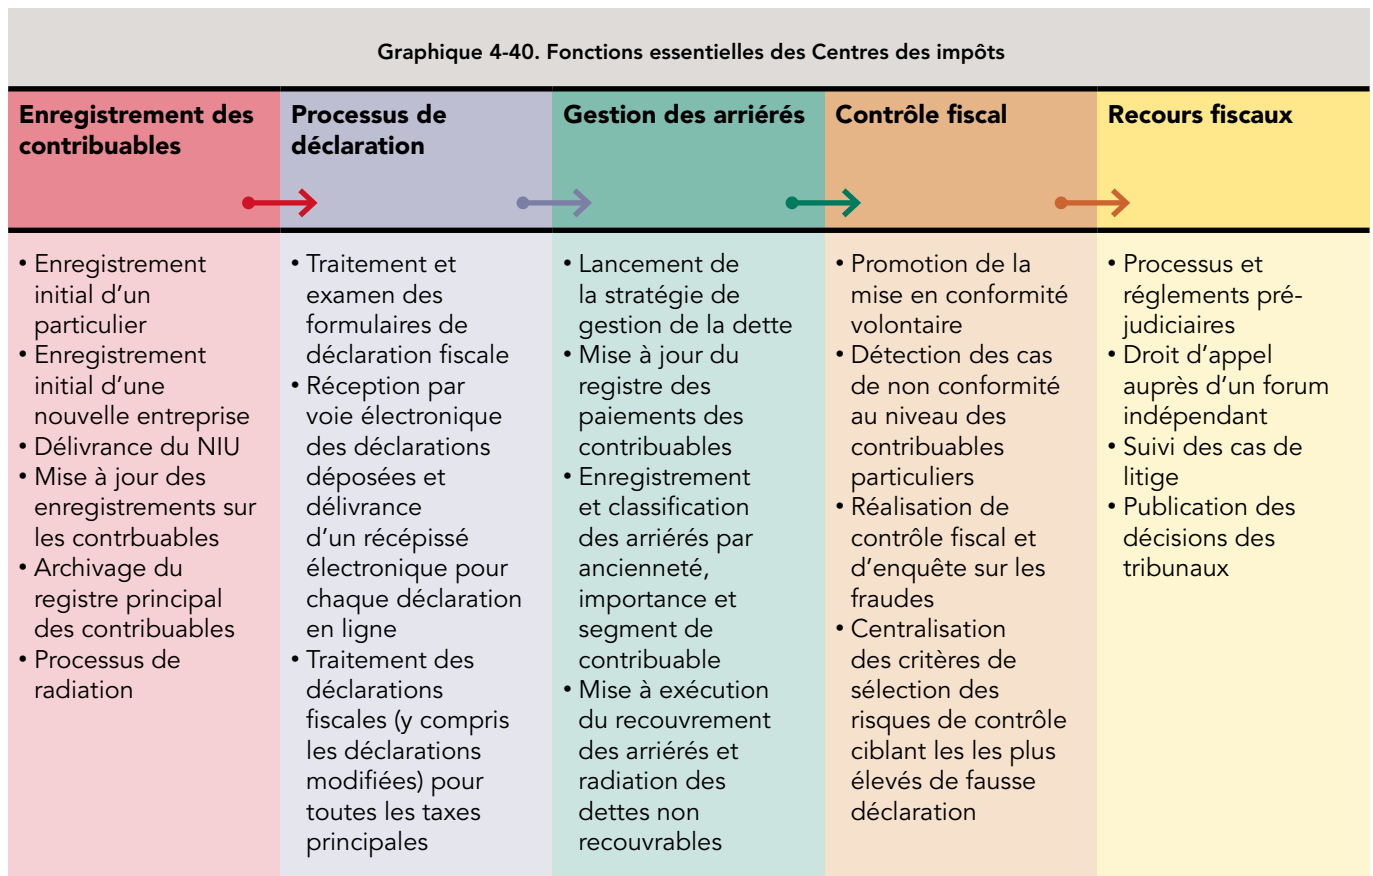 Graphique 4-40. Fonctions essentielles des Centres des impôts
Enregistrement des
contribuables
Processus de
déclaration
Gestion des arriérés
Contrôle fiscal
Recours fiscaux
• Enregistrement
initial d’un
particulier
• Enregistrement
initial d’une
nouvelle entreprise
• Délivrance du NIU
• Mise à jour des
enregistrements sur
les contrbuables
• Archivage du
registre principal
des contribuables
• Processus de
radiation
• Traitement et
examen des
formulaires de
déclaration fiscale
• Réception par
voie électronique
des déclarations
déposées et
délivrance
d’un récépissé
électronique pour
chaque déclaration
en ligne
• Traitement des
déclarations
fiscales (y compris
les déclarations
modifiées) pour
toutes les taxes
principales
• Lancement de
la stratégie de
gestion de la dette
• Mise à jour du
registre des
paiements des
contribuables
• Enregistrement
et classification
des arriérés par
ancienneté,
importance et
segment de
contribuable
• Mise à exécution
du recouvrement
des arriérés et
radiation des
dettes non
recouvrables
• Promotion de la
mise en conformité
volontaire
• Détection des cas
de non conformité
au niveau des
contribuables
particuliers
• Réalisation de
contrôle fiscal et
d’enquête sur les
fraudes
• Centralisation
des critères de
sélection des
risques de contrôle
ciblant les les plus
élevés de fausse
déclaration
• Processus et
réglements pré-
judiciaires
• Droit d’appel
auprès d’un forum
indépendant
• Suivi des cas de
litige
• Publication des
décisions des
tribunaux